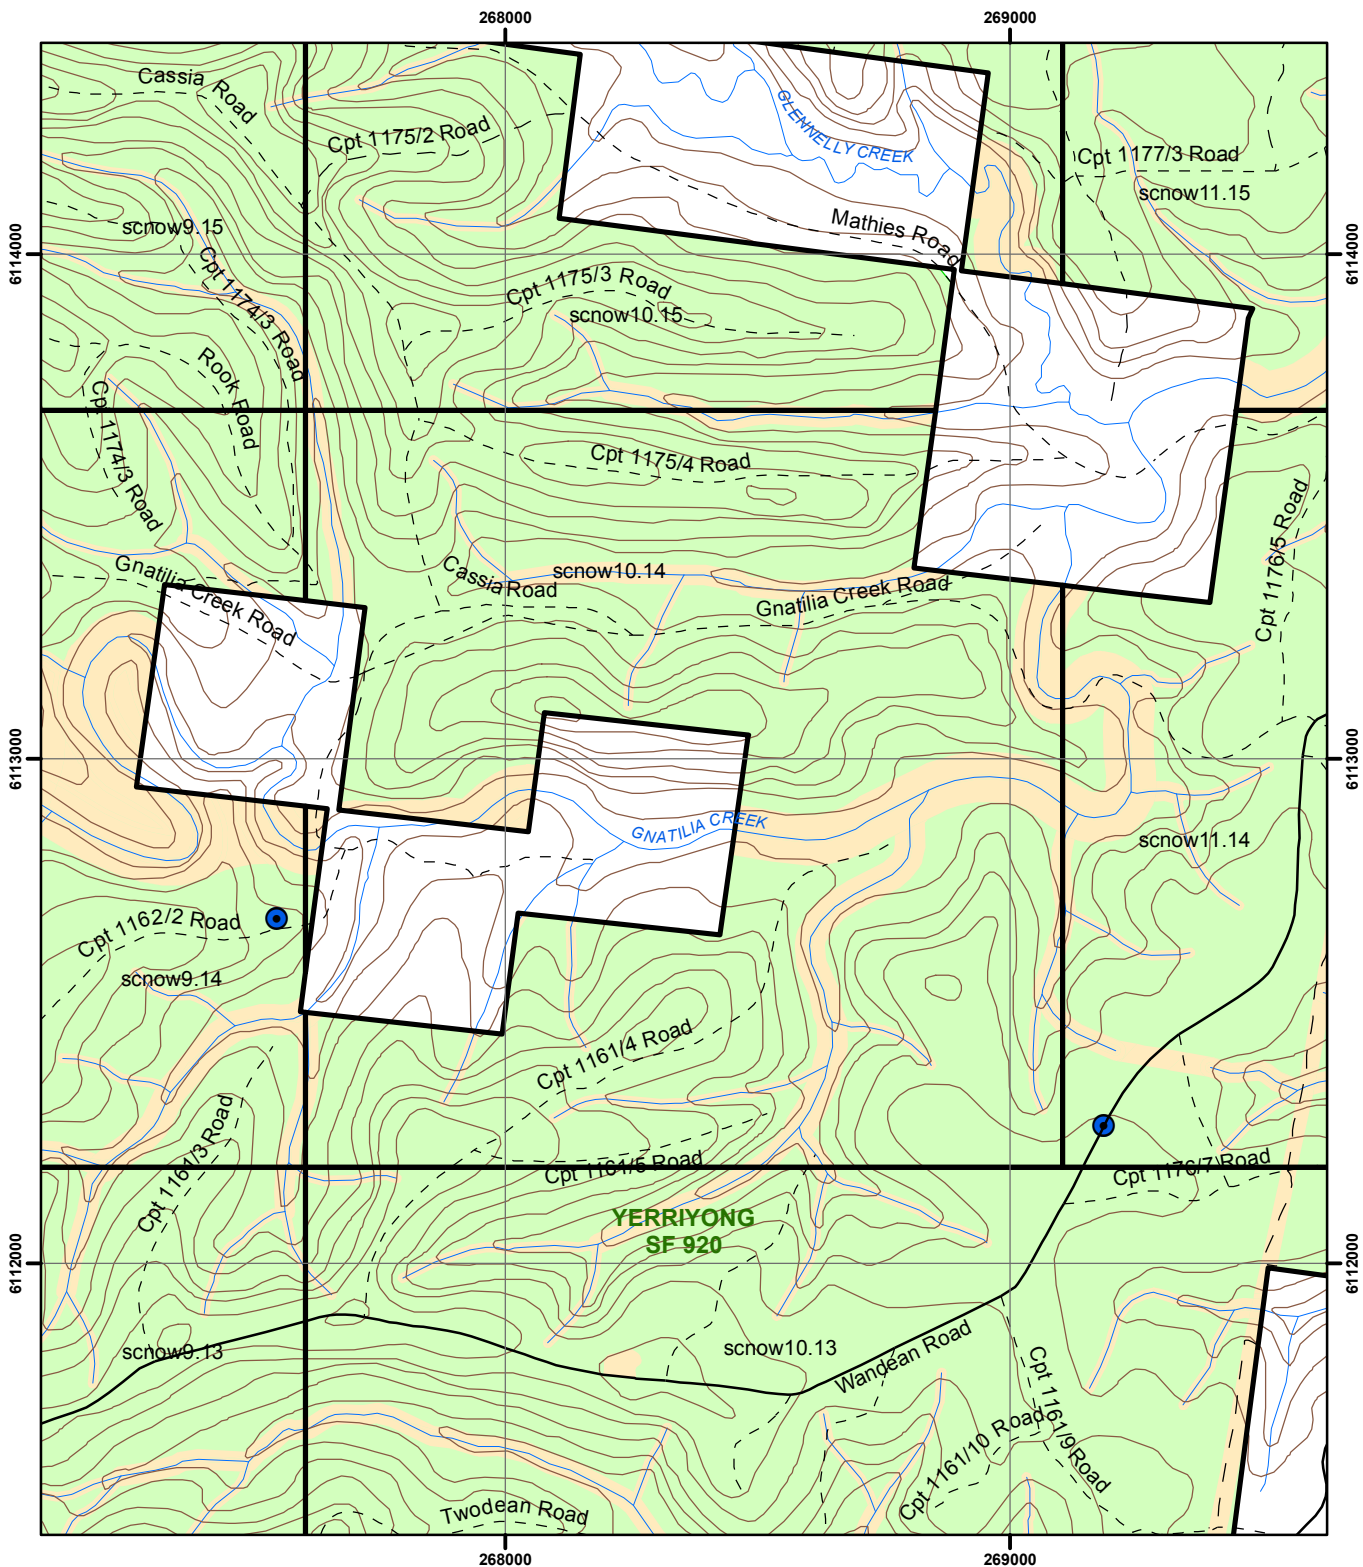 268000
269000
Cassia Road
Cpt 1175/2 Road
GLENNELLY CREEK
Cpt 1177/3 Road
scnow11.15
scnow9.15
Mathies Road
6114000
6114000
Cpt 1174/3 Road
Cpt 1175/3 Road
scnow10.15
Rook Road
Cpt 1174/3 Road
Cpt 1175/4 Road
Cpt 1176/5 Road
Gnatilia Creek Road
Cassia Road
scnow10.14
Gnatilia Creek Road
6113000
6113000
GNATILIA CREEK
scnow11.14
Cpt 1162/2 Road
scnow9.14
Cpt 1161/4 Road
Cpt 1161/3 Road
Cpt 1161/5 Road
Cpt 1176/7 Road
YERRIYONG
SF 920
6112000
6112000
scnow9.13
scnow10.13
Wandean Road
Cpt 1161/9 Road
Cpt 1161/10 Road
Twodean Road
268000
269000